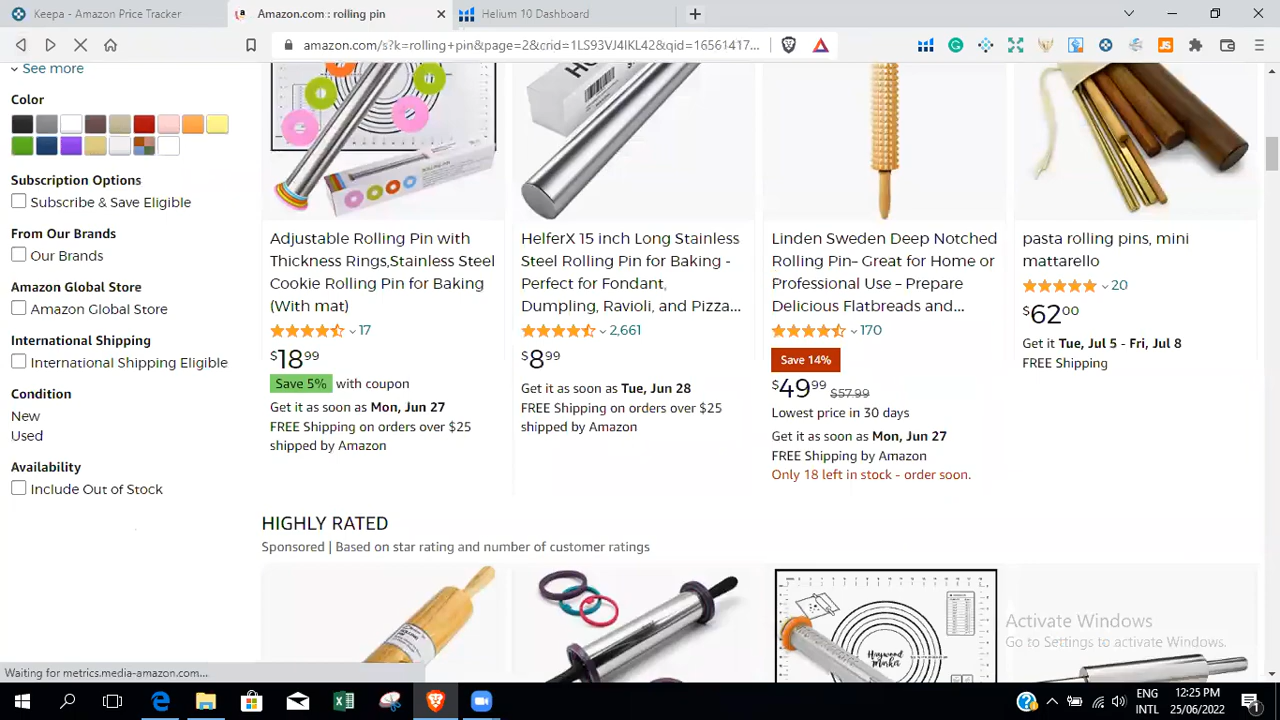 Keepa - Amazon Price Tracker
Amazon.com : rolling pin
Helium 10 Dashboard
amazon.com/s?k=rolling+pin&page=2&crid=1LS93VJ4IKL42&qid=16561417...
See more
Color
Subscription Options
Subscribe & Save Eligible
From Our Brands
Our Brands
Amazon Global Store
Amazon Global Store
International Shipping
International Shipping Eligible
Condition
New
Used
Availability
Include Out of Stock
Adjustable Rolling Pin with
Thickness Rings,Stainless Steel
Cookie Rolling Pin for Baking
(With mat)
17
$18.99
Save 5% with coupon
Get it as soon as Mon, Jun 27
FREE Shipping on orders over $25
shipped by Amazon
HelferX 15 inch Long Stainless
Steel Rolling Pin for Baking -
Perfect for Fondant,
Dumpling, Ravioli, and Pizza...
2,661
$8.99
Get it as soon as Tue, Jun 28
FREE Shipping on orders over $25
shipped by Amazon
Linden Sweden Deep Notched
Rolling Pin– Great for Home or
Professional Use – Prepare
Delicious Flatbreads and...
170
Save 14%
$49.99 $57.99
Lowest price in 30 days
Get it as soon as Mon, Jun 27
FREE Shipping by Amazon
Only 18 left in stock - order soon.
pasta rolling pins, mini
mattarello
20
$62.00
Get it Tue, Jul 5 - Fri, Jul 8
FREE Shipping
HIGHLY RATED
Sponsored | Based on star rating and number of customer ratings
Haywood
Activate Windows
Go to Settings to activate Windows.
Waiting for metrics.media-amazon.com...
ENG
INTL
12:25 PM
25/06/2022
1